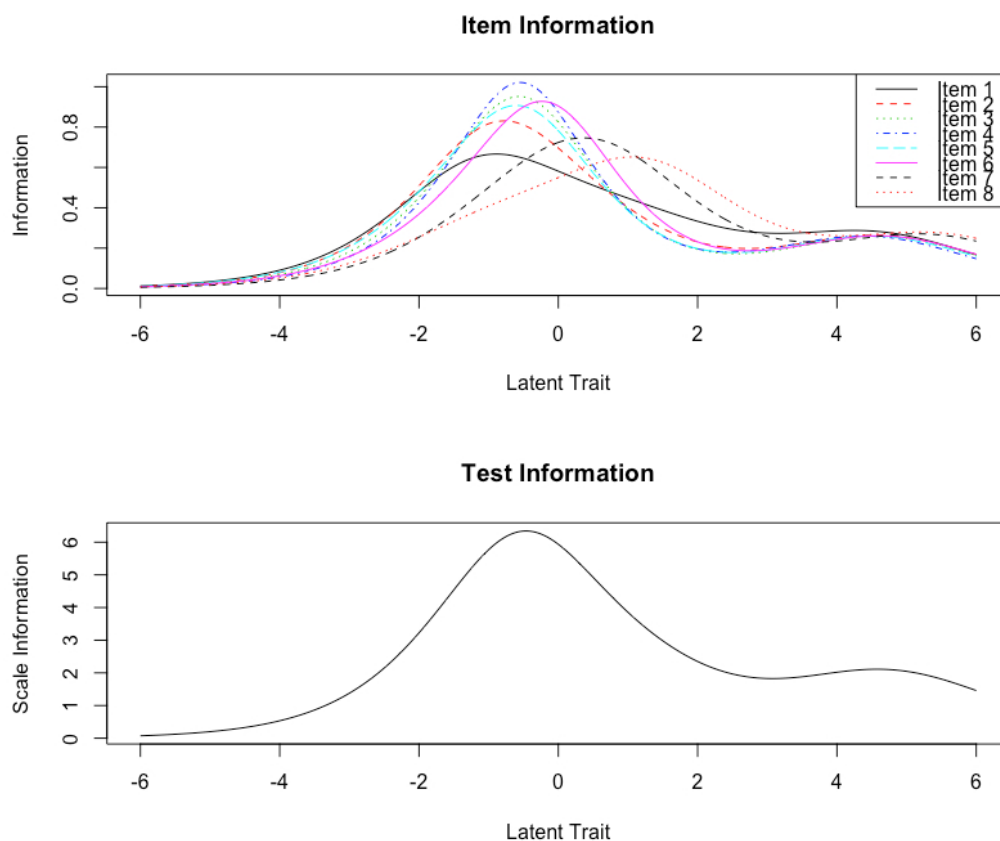 Item Information
Information
0.0
0.4
0.8
Item 1
Item 2
Item 3
Item 4
Item 5
Item 6
Item 7
Item 8
-6 -4 -2 0 2 4 6
Latent Trait
Test Information
Scale Information
0 1 2 3 4 5 6
-6 -4 -2 0 2 4 6
Latent Trait